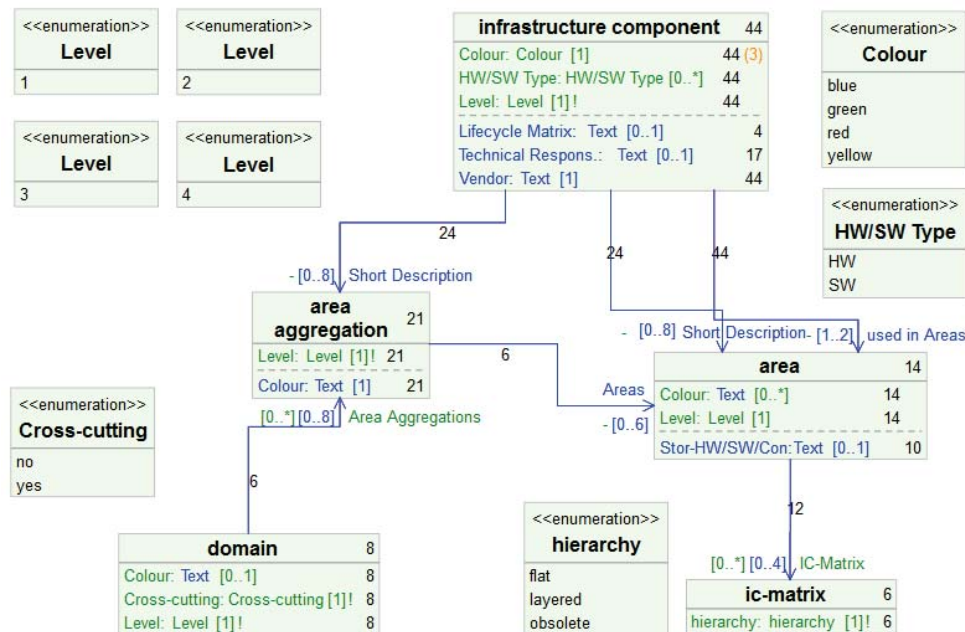 <<enumeration>>
Level
1
<<enumeration>>
Level
2
<<enumeration>>
Level
3
<<enumeration>>
Level
4
infrastructure component 44
Colour: Colour [1] 44 (3)
HW/SW Type: HW/SW Type [0..*] 44
Level: Level [1]! 44
Lifecycle Matrix: Text [0..1] 4
Technical Respons.: Text [0..1] 17
Vendor: Text [1] 44
<<enumeration>>
Colour
blue
green
red
yellow
<<enumeration>>
HW/SW Type
HW
SW
24
24
44
- [0..8] Short Description
- [0..8] Short Description
- [1..2] used in Areas
area
aggregation 21
Level: Level [1]! 21
Colour: Text [1] 21
6
Areas
- [0..6]
area 14
Colour: Text [0..*] 14
Level: Level [1] 14
Stor-HW/SW/Con:Text [0..1] 10
<<enumeration>>
Cross-cutting
no
yes
[0..*] [0..8] Area Aggregations
6
12
domain 8
Colour: Text [0..1] 8
Cross-cutting: Cross-cutting [1]! 8
Level: Level [1]! 8
<<enumeration>>
hierarchy
flat
layered
obsolete
[0..*] [0..4] IC-Matrix
ic-matrix 6
hierarchy: hierarchy [1]! 6